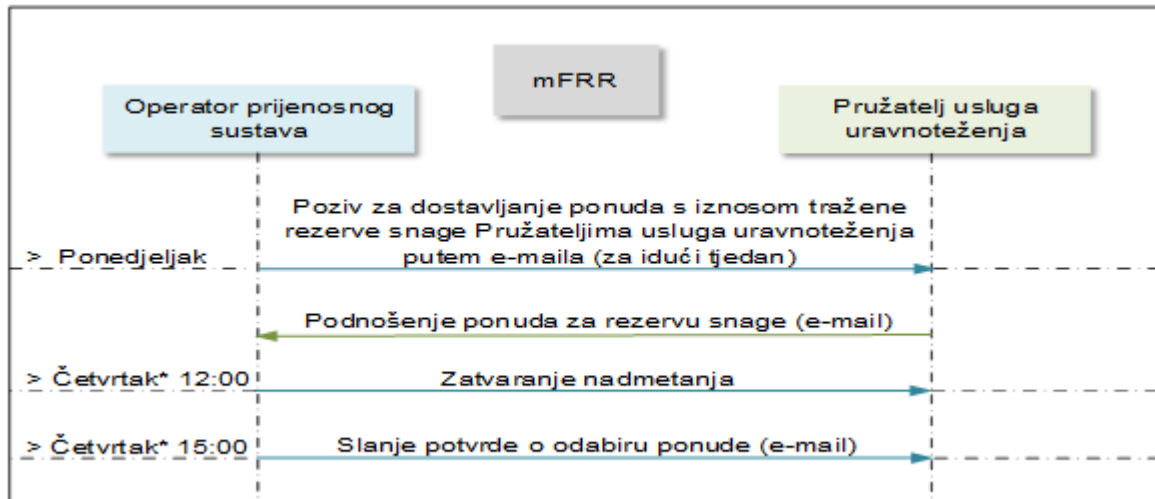 mFRR
Operator prijenosnog
sustava
Pružatelj usluga
uravnoteženja
Poziv za dostavljanje ponuda s iznosom tražene
rezerve snage Pružateljima usluga uravnoteženja
putem e-maila (za idući tjedan)
> Ponedjeljak
Podnošenje ponuda za rezervu snage (e-mail)
> Četvrtak* 12:00
Zatvaranje nadmetanja
> Četvrtak* 15:00
Slanje potvrde o odabiru ponude (e-mail)